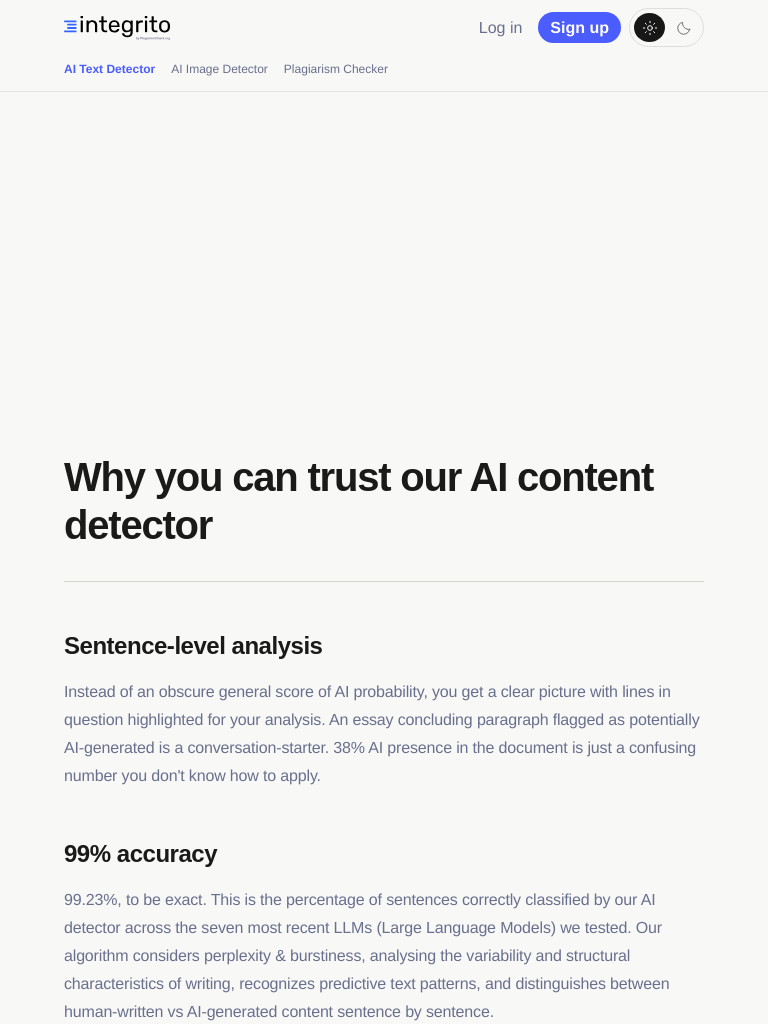 integrito
Log in
Sign up
AI Text Detector
AI Image Detector
Plagiarism Checker
Why you can trust our AI content
detector
Sentence-level analysis
Instead of an obscure general score of AI probability, you get a clear picture with lines in
question highlighted for your analysis. An essay concluding paragraph flagged as potentially
AI-generated is a conversation-starter. 38% AI presence in the document is just a confusing
number you don't know how to apply.
99% accuracy
99.23%, to be exact. This is the percentage of sentences correctly classified by our AI
detector across the seven most recent LLMs (Large Language Models) we tested. Our
algorithm considers perplexity & burstiness, analysing the variability and structural
characteristics of writing, recognizes predictive text patterns, and distinguishes between
human-written vs AI-generated content sentence by sentence.